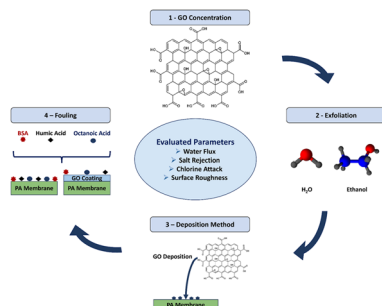 1 - GO Concentration
4 – Fouling
BSA Humic Acid Octanoic Acid
GO Coating
PA Membrane PA Membrane
Evaluated Parameters
Water Flux
Salt Rejection
Chlorine Attack
Surface Roughness
2 - Exfoliation
H₂O Ethanol
3 – Deposition Method
GO Deposition
PA Membrane